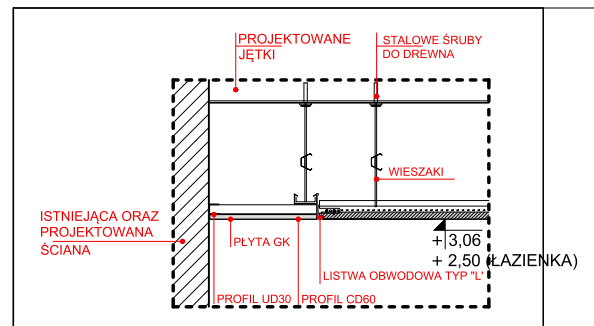 PROJEKTOWANE
JĘTKI
STALOWE ŚRUBY
DO DREWNA
WIESZAKI
ISTNIEJĄCA ORAZ
PROJEKTOWANA
ŚCIANA
PŁYTA GK
+ 3,06
+ 2,50 (ŁAZIENKA)
LISTWA OBWODOWA TYP "L"
PROFIL UD30
PROFIL CD60